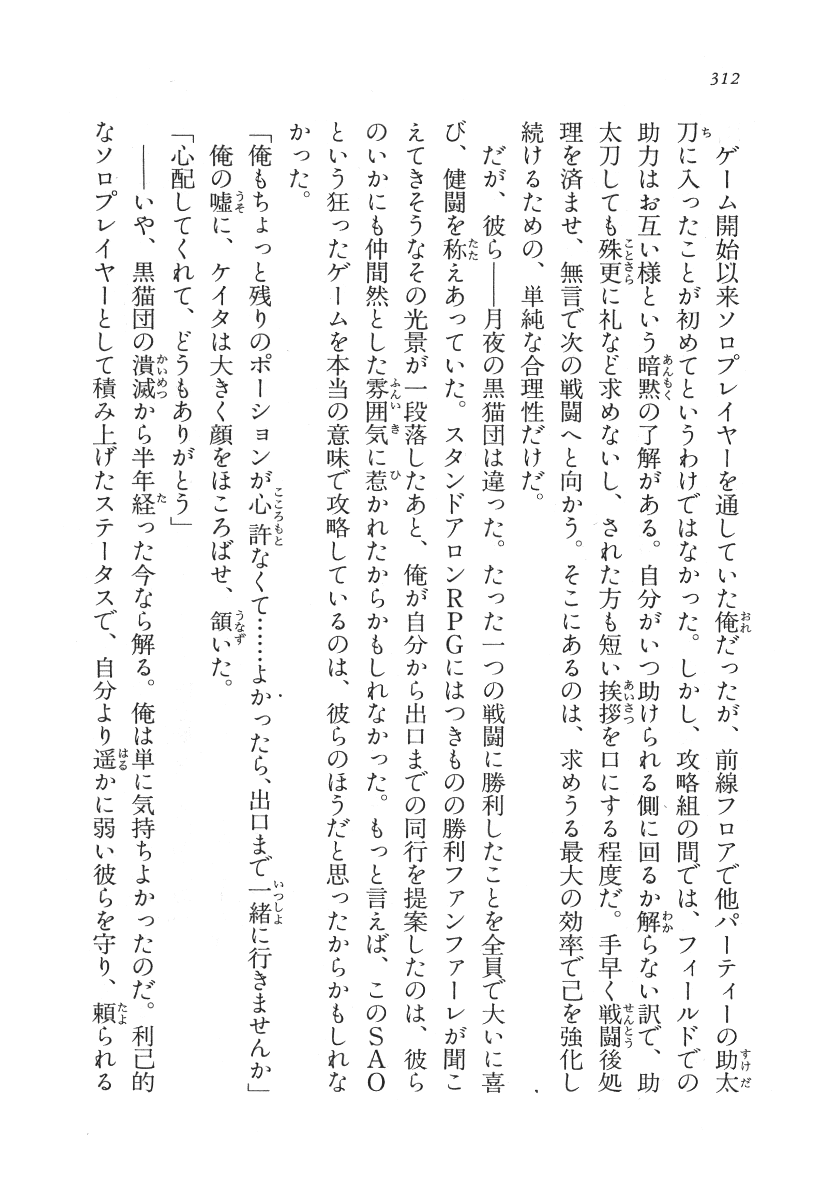 312
ゲーム開始以来ソロプレイヤーを通していた俺だったが、前線フロアで他パーティーの助太
刀に入ったことが初めてというわけではなかった。しかし、攻略組の間では、フィールドでの
助力はお互い様という暗黙の了解がある。自分がいつ助けられる側に回るか解らない訳で、助
太刀しても殊更に礼など求めないし、された方も短い挨拶を口にする程度だ。手早く戦闘後処
理を済ませ、無言で次の戦闘へと向かう。そこにあるのは、求めうる最大の効率で己を強化し
続けるための、単純な合理性だけだ。
だが、彼ら――月夜の黒猫団は違った。たった一つの戦闘に勝利したことを全員で大いに喜
び、健闘を称えあっていた。スタンドアロンRPGにはつきものの勝利ファンファーレが聞こ
えてきそうなその光景が一段落したあと、俺が自分から出口までの同行を提案したのは、彼ら
のいかにも仲間然とした雰囲気に惹かれたからかもしれなかった。もっと言えば、このSAO
という狂ったゲームを本当の意味で攻略しているのは、彼らのほうだと思ったからかもしれな
かった。
「俺もちょっと残りのポーションが心許なくて……よかったら、出口まで一緒に行きませんか」
俺の嘘に、ケイタは大きく顔をほころばせ、頷いた。
「心配してくれて、どうもありがとう」
――いや、黒猫団の潰滅から半年経った今なら解る。俺は単に気持ちよかったのだ。利己的
なソロプレイヤーとして積み上げたステータスで、自分より遥かに弱い彼らを守り、頼られる